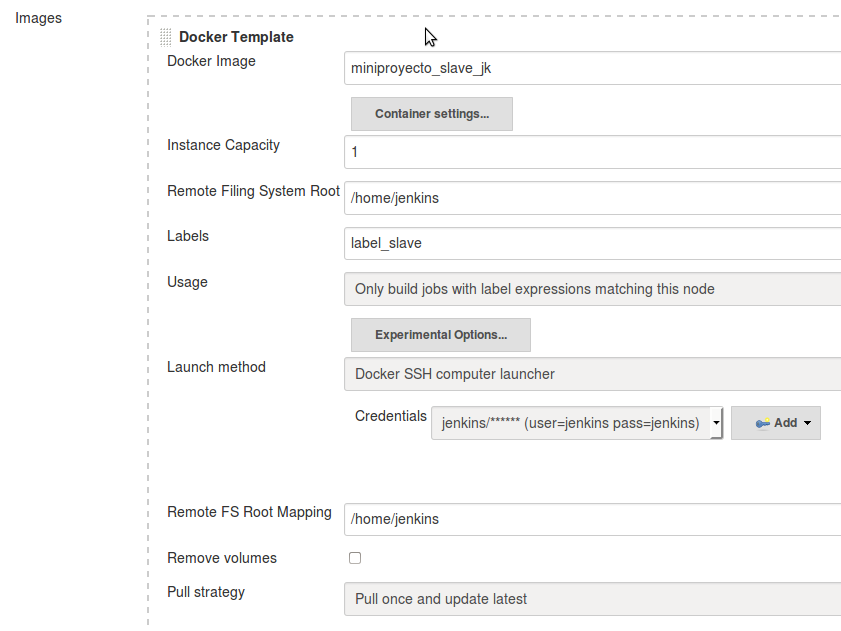 Images
Docker Template
Docker Image miniproyecto_slave_jk
Container settings...
Instance Capacity 1
Remote Filing System Root /home/jenkins
Labels label_slave
Usage Only build jobs with label expressions matching this node
Experimental Options...
Launch method Docker SSH computer launcher
Credentials jenkins/****** (user=jenkins pass=jenkins) Add
Remote FS Root Mapping /home/jenkins
Remove volumes
Pull strategy Pull once and update latest